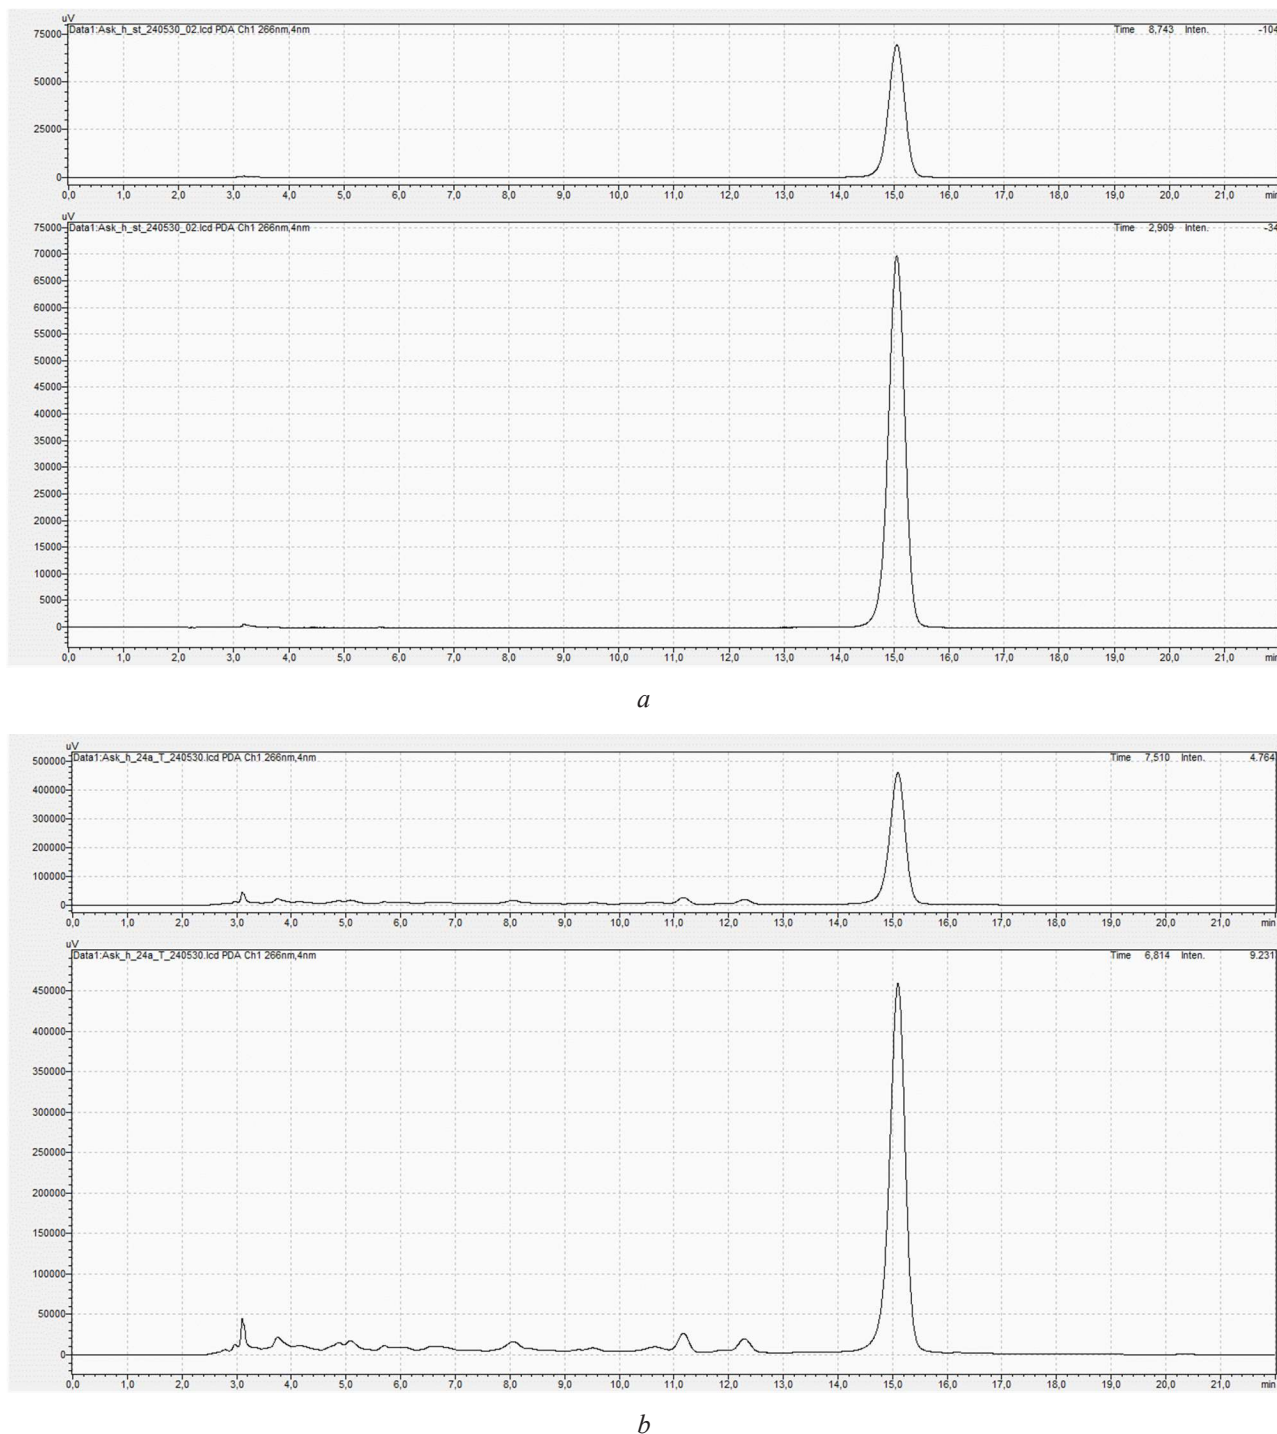 uV
Data1:Ask_h_st_240530_02.lcd PDA Ch1 266nm,4nm Time 8,743 Inten. -104
75000
50000
25000
0
0,0 1,0 2,0 3,0 4,0 5,0 6,0 7,0 8,0 9,0 10,0 11,0 12,0 13,0 14,0 15,0 16,0 17,0 18,0 19,0 20,0 21,0 min
uV
Data1:Ask_h_st_240530_02.lcd PDA Ch1 266nm,4nm Time 2,909 Inten. -34
75000
70000
65000
60000
55000
50000
45000
40000
35000
30000
25000
20000
15000
10000
5000
0
0,0 1,0 2,0 3,0 4,0 5,0 6,0 7,0 8,0 9,0 10,0 11,0 12,0 13,0 14,0 15,0 16,0 17,0 18,0 19,0 20,0 21,0 min
a
uV
Data1:Ask_h_24a_T_240530.lcd PDA Ch1 266nm,4nm Time 7,510 Inten. 4.764
500000
400000
300000
200000
100000
0
0,0 1,0 2,0 3,0 4,0 5,0 6,0 7,0 8,0 9,0 10,0 11,0 12,0 13,0 14,0 15,0 16,0 17,0 18,0 19,0 20,0 21,0 min
uV
Data1:Ask_h_24a_T_240530.lcd PDA Ch1 266nm,4nm Time 6,814 Inten. 9.231
450000
400000
350000
300000
250000
200000
150000
100000
50000
0
0,0 1,0 2,0 3,0 4,0 5,0 6,0 7,0 8,0 9,0 10,0 11,0 12,0 13,0 14,0 15,0 16,0 17,0 18,0 19,0 20,0 21,0 min
b